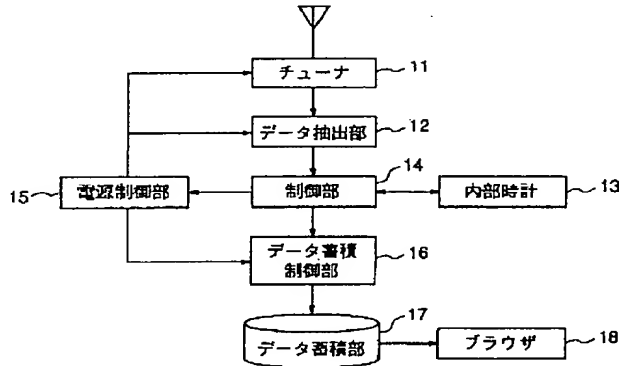 チューナ 11
データ抽出部 12
14
15 電源制御部 制御部 内部時計 13
データ蓄積
制御部 16
17
データ蓄積部 ブラウザ 18